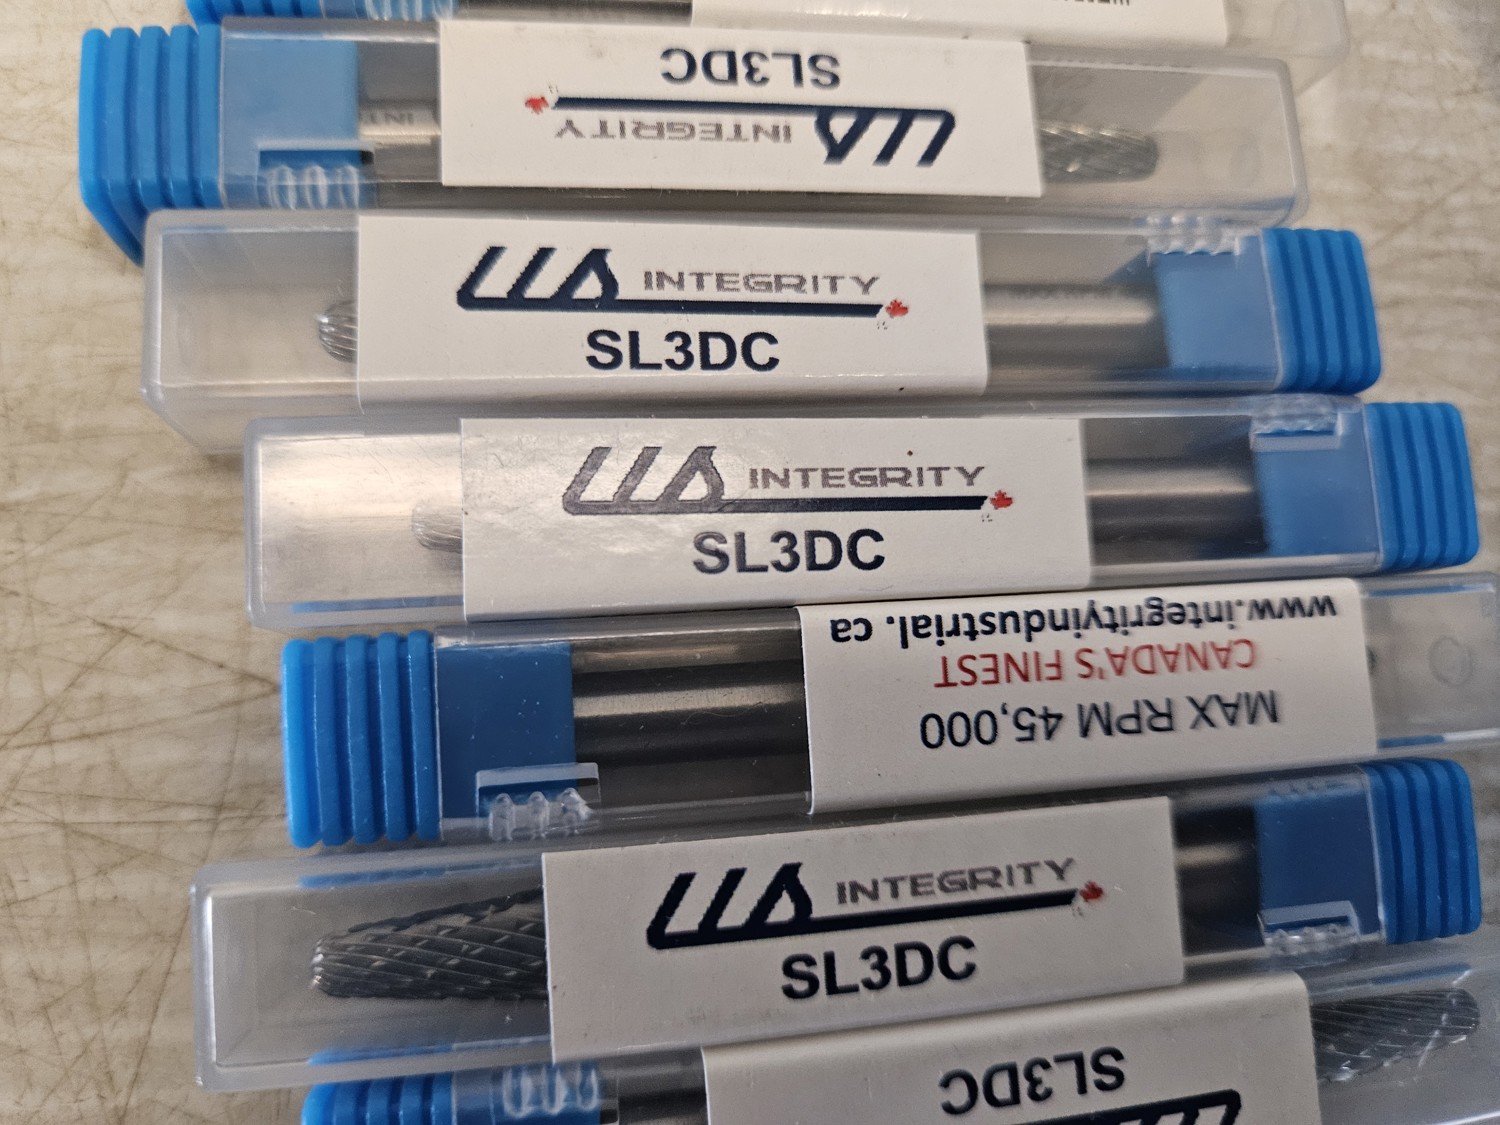 SL3DC
INTEGRITY
INTEGRITY
SL3DC
INTEGRITY
SL3DC
www.integrityindustrial. ca
CANADA'S FINEST
MAX RPM 45,000
INTEGRITY
SL3DC
SL3DC